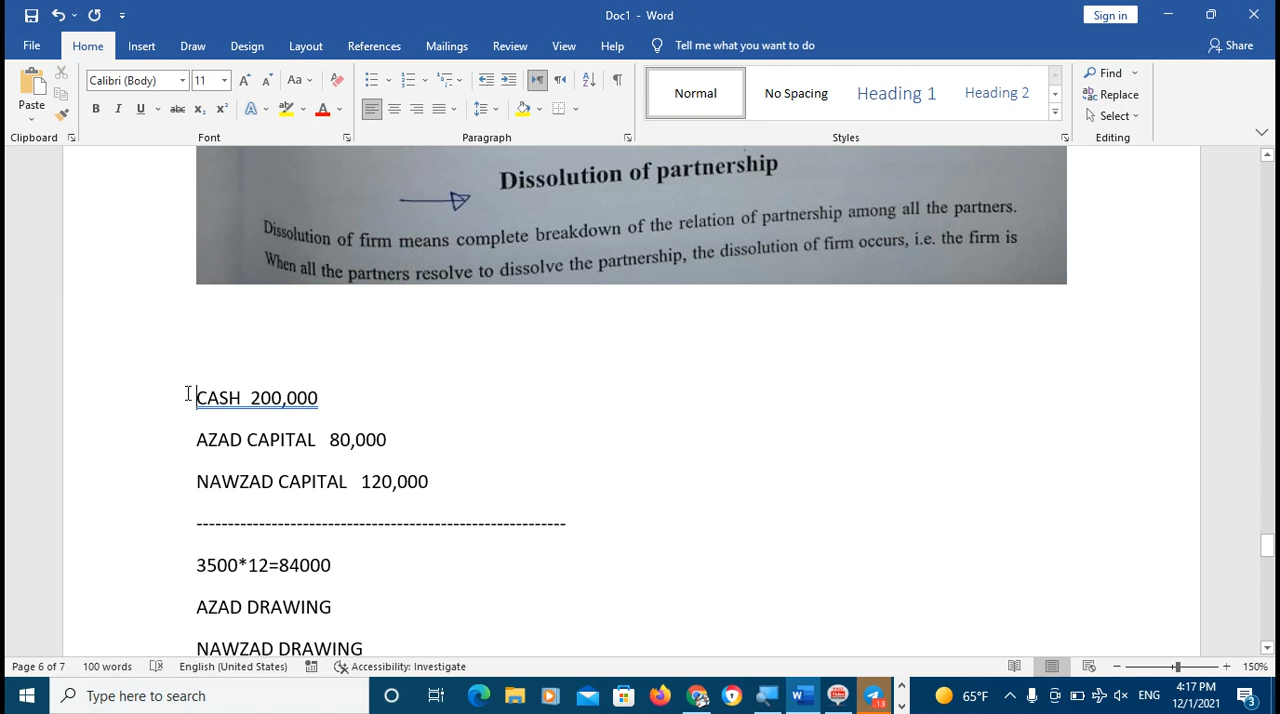 Doc1 - Word
Sign in
File Home Insert Draw Design Layout References Mailings Review View Help Tell me what you want to do Share
Paste
Calibri (Body) 11 A A Aa A
B I U abc x₂ x² A A
Normal
No Spacing
Heading 1
Heading 2
Find
Replace
Select
Clipboard Font Paragraph Styles Editing
Dissolution of partnership
Dissolution of firm means complete breakdown of the relation of partnership among all the partners.
When all the partners resolve to dissolve the partnership, the dissolution of firm occurs, i.e. the firm is
CASH 200,000
AZAD CAPITAL 80,000
NAWZAD CAPITAL 120,000
-----------------------------------------------------------
3500*12=84000
AZAD DRAWING
NAWZAD DRAWING
Page 6 of 7 100 words English (United States) Accessibility: Investigate 150%
Type here to search
13
65°F
ENG
4:17 PM
12/1/2021
3